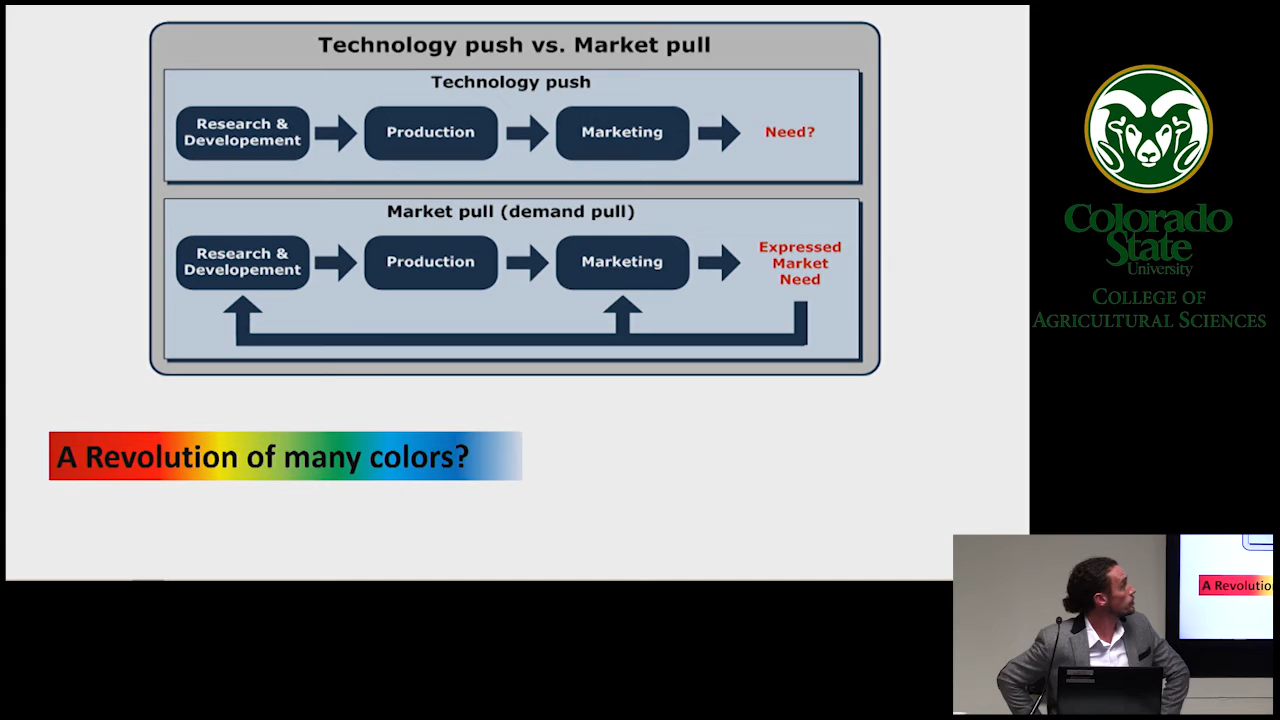 Technology push vs. Market pull
Technology push
Research &
Developement
Production
Marketing
Need?
Market pull (demand pull)
Research &
Developement
Production
Marketing
Expressed
Market
Need
A Revolution of many colors?
Colorado
State
University
COLLEGE OF
AGRICULTURAL SCIENCES
A Revolutio